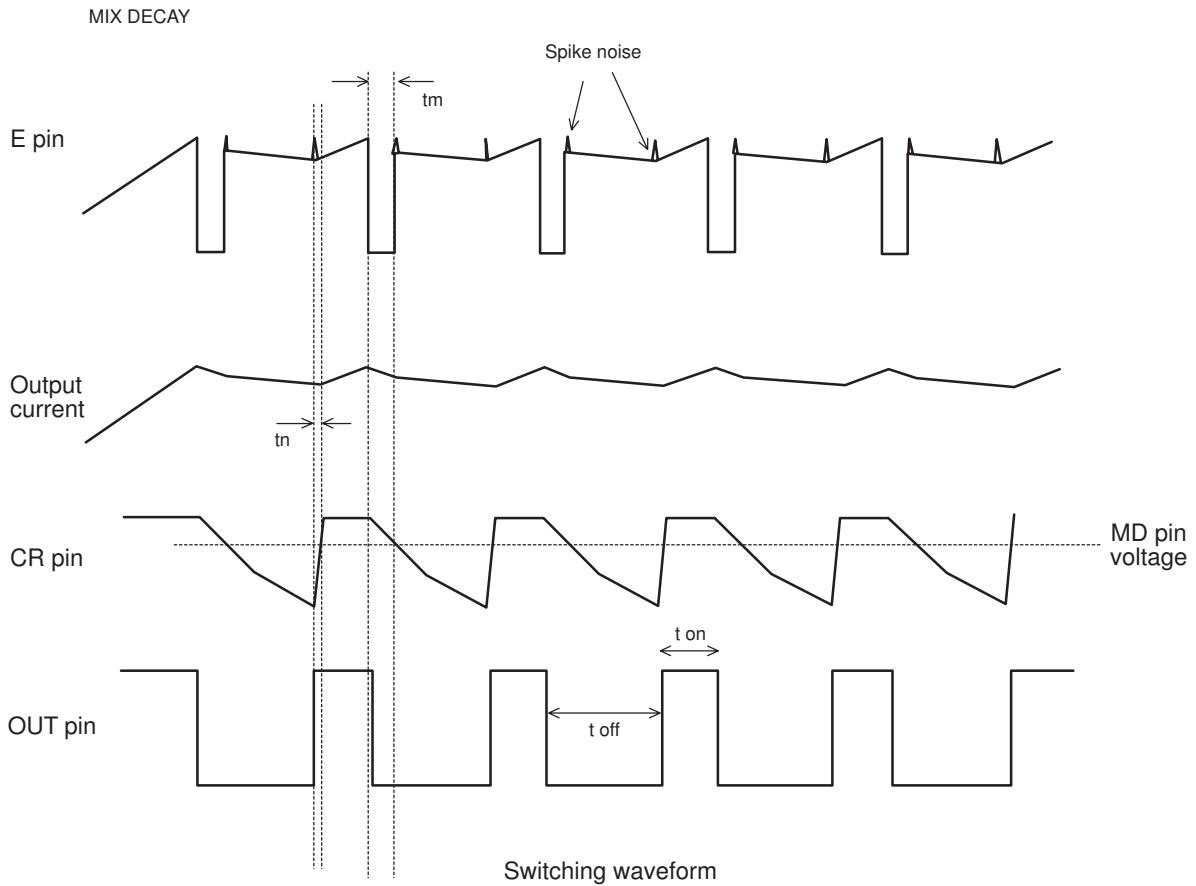 MIX DECAY
Spike noise
tm
E pin
Output
current
tn
MD pin
voltage
CR pin
t on
OUT pin
t off
Switching waveform